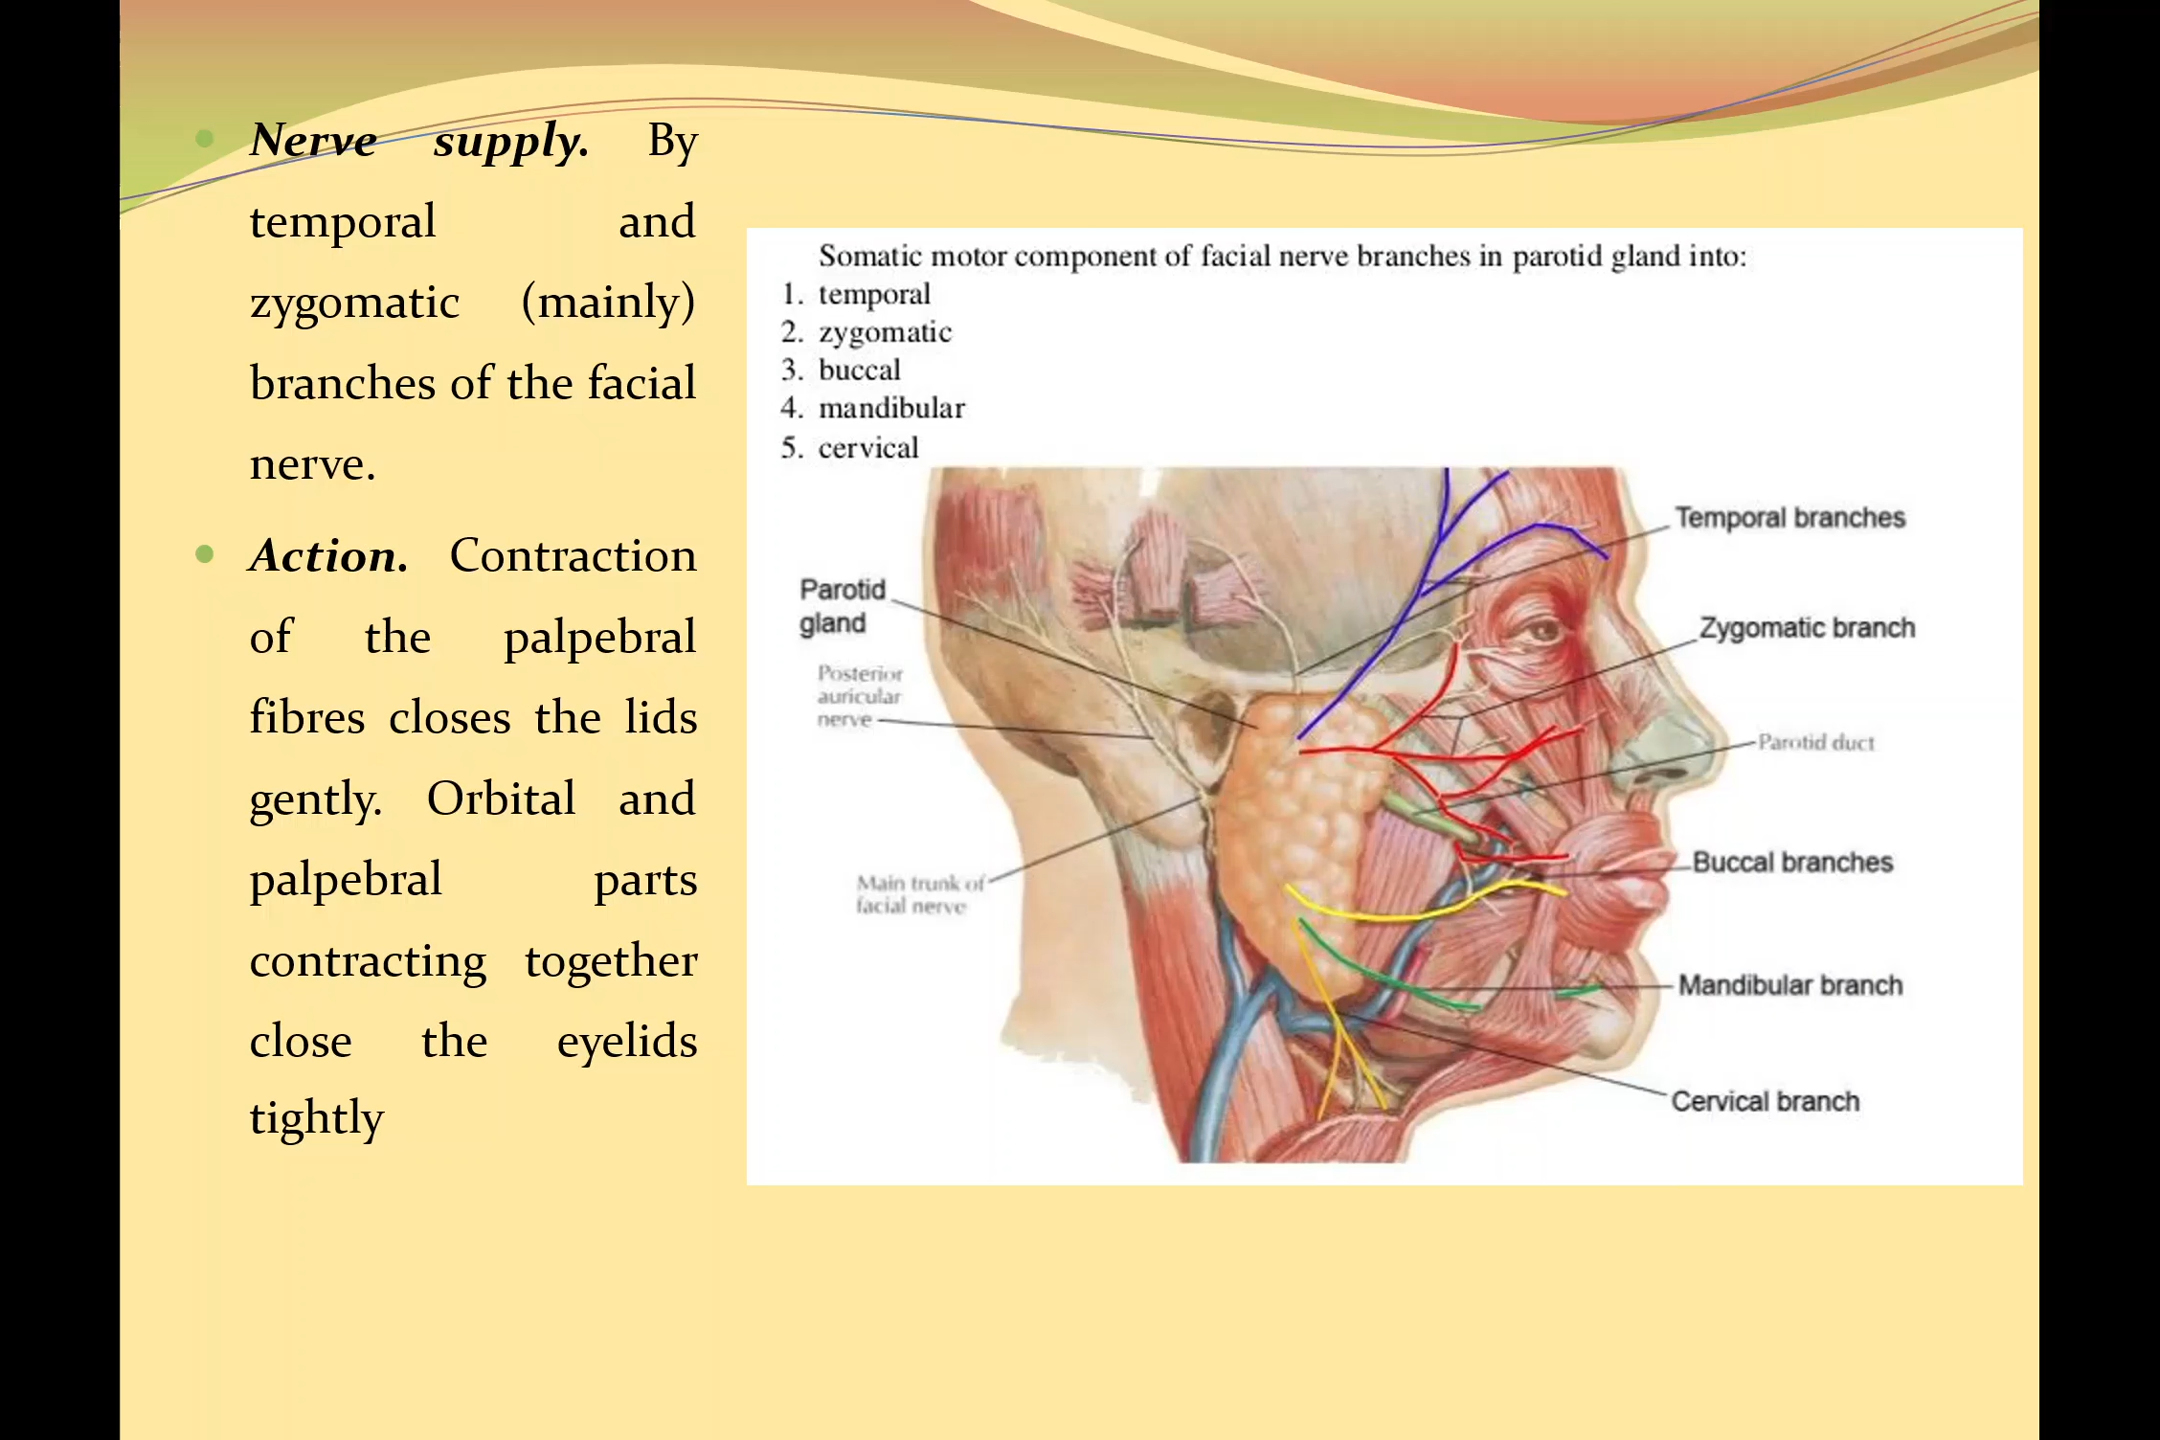 Nerve supply. By
temporal and
zygomatic (mainly)
branches of the facial
nerve.
Action. Contraction
of the palpebral
fibres closes the lids
gently. Orbital and
palpebral parts
contracting together
close the eyelids
tightly
Somatic motor component of facial nerve branches in parotid gland into:
1. temporal
2. zygomatic
3. buccal
4. mandibular
5. cervical
Temporal branches
Parotid
gland
Zygomatic branch
Posterior
auricular
nerve
Parotid duct
Buccal branches
Main trunk of
facial nerve
Mandibular branch
Cervical branch